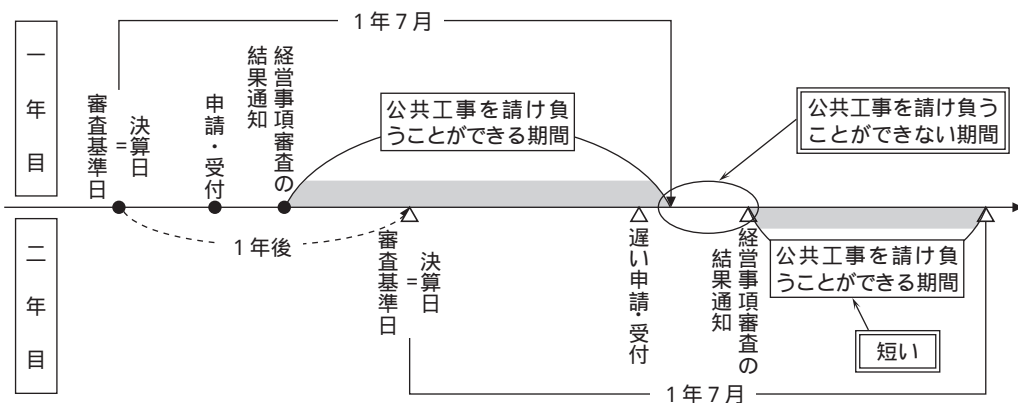 1年7月
一年目
審査基準日
=
決算日
申請・受付
経営事項審査の
結果通知
公共工事を請け負
うことができる期間
公共工事を請け負う
ことができない期間
1年後
二年目
審査基準日
=
決算日
遅い申請・受付
経営事項審査の
結果通知
公共工事を請け負
うことができる期間
短い
1年7月